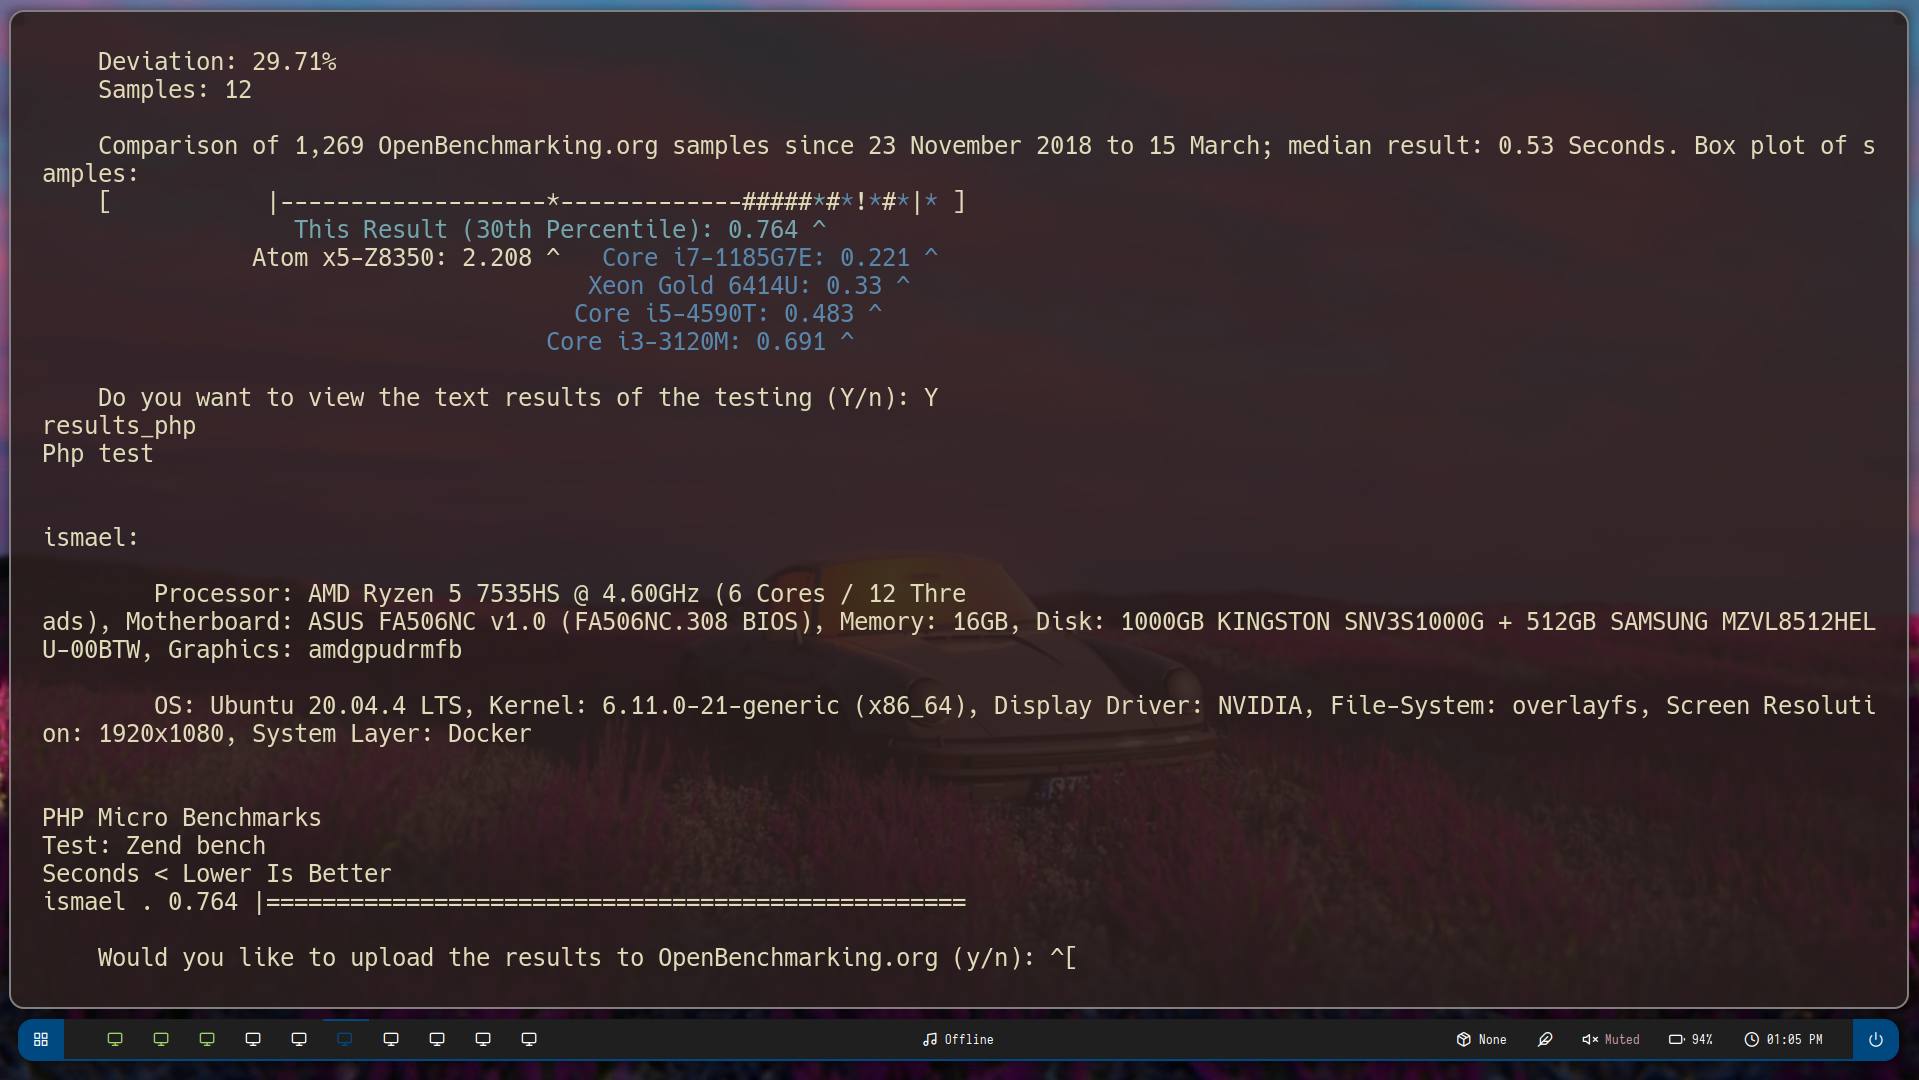 Deviation: 29.71%
Samples: 12
Comparison of 1,269 OpenBenchmarking.org samples since 23 November 2018 to 15 March; median result: 0.53 Seconds. Box plot of s
amples:
[           |-------------------*-------------#####*#*!*#*|* ]
This Result (30th Percentile): 0.764 ^
Atom x5-Z8350: 2.208 ^   Core i7-1185G7E: 0.221 ^
Xeon Gold 6414U: 0.33 ^
Core i5-4590T: 0.483 ^
Core i3-3120M: 0.691 ^
Do you want to view the text results of the testing (Y/n): Y
results_php
Php test
ismael:
Processor: AMD Ryzen 5 7535HS @ 4.60GHz (6 Cores / 12 Thre
ads), Motherboard: ASUS FA506NC v1.0 (FA506NC.308 BIOS), Memory: 16GB, Disk: 1000GB KINGSTON SNV3S1000G + 512GB SAMSUNG MZVL8512HEL
U-00BTW, Graphics: amdgpudrmfb
OS: Ubuntu 20.04.4 LTS, Kernel: 6.11.0-21-generic (x86_64), Display Driver: NVIDIA, File-System: overlayfs, Screen Resoluti
on: 1920x1080, System Layer: Docker
PHP Micro Benchmarks
Test: Zend bench
Seconds < Lower Is Better
ismael . 0.764 |==================================================
Would you like to upload the results to OpenBenchmarking.org (y/n): ^[
Offline None Muted 94% 01:05 PM